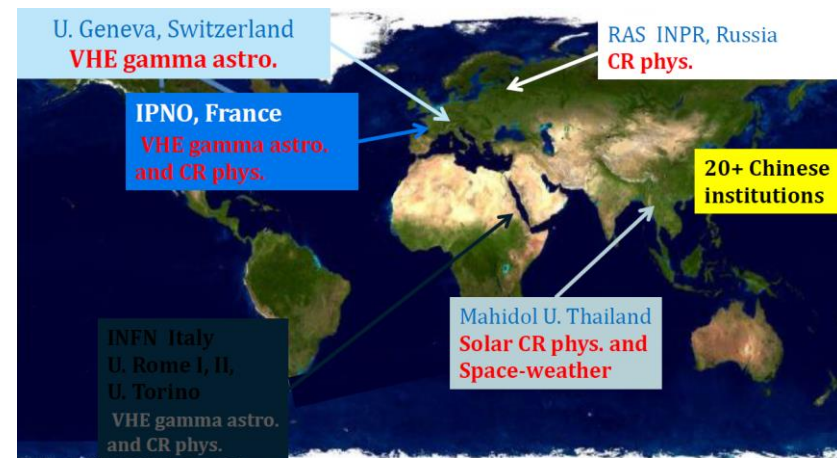 U. Geneva, Switzerland
VHE gamma astro.
RAS INPR, Russia
CR phys.
IPNO, France
VHE gamma astro.
and CR phys.
20+ Chinese
institutions
Mahidol U. Thailand
Solar CR phys. and
Space-weather
INFN Italy
U. Rome I, II,
U. Torino
VHE gamma astro.
and CR phys.